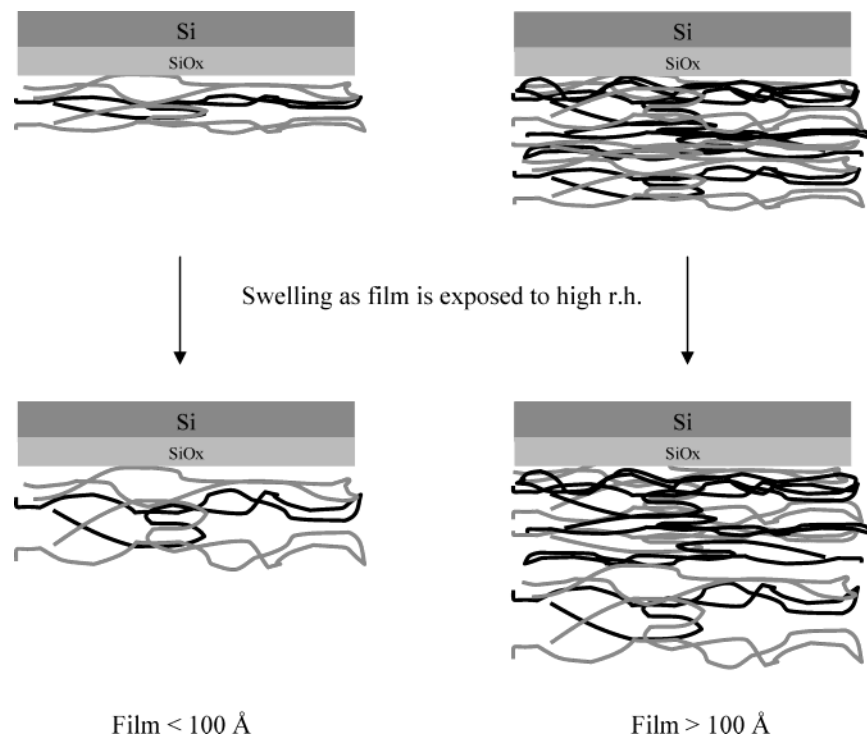 Si
SiOx
Si
SiOx
Swelling as film is exposed to high r.h.
Si
SiOx
Si
SiOx
Film < 100 Å
Film > 100 Å